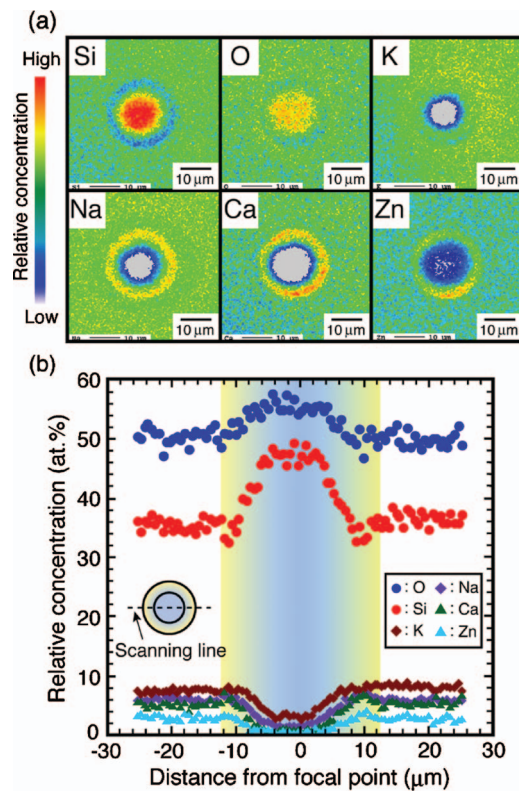 (a)
High
Relative concentration
Low
Si
10 μm
O
10 μm
K
10 μm
Na
10 μm
Ca
10 μm
Zn
10 μm
(b)
60
50
40
30
20
10
0
Relative concentration (at.%)
Scanning line
: O : Na
: Si : Ca
: K : Zn
-30 -20 -10 0 10 20 30
Distance from focal point (μm)